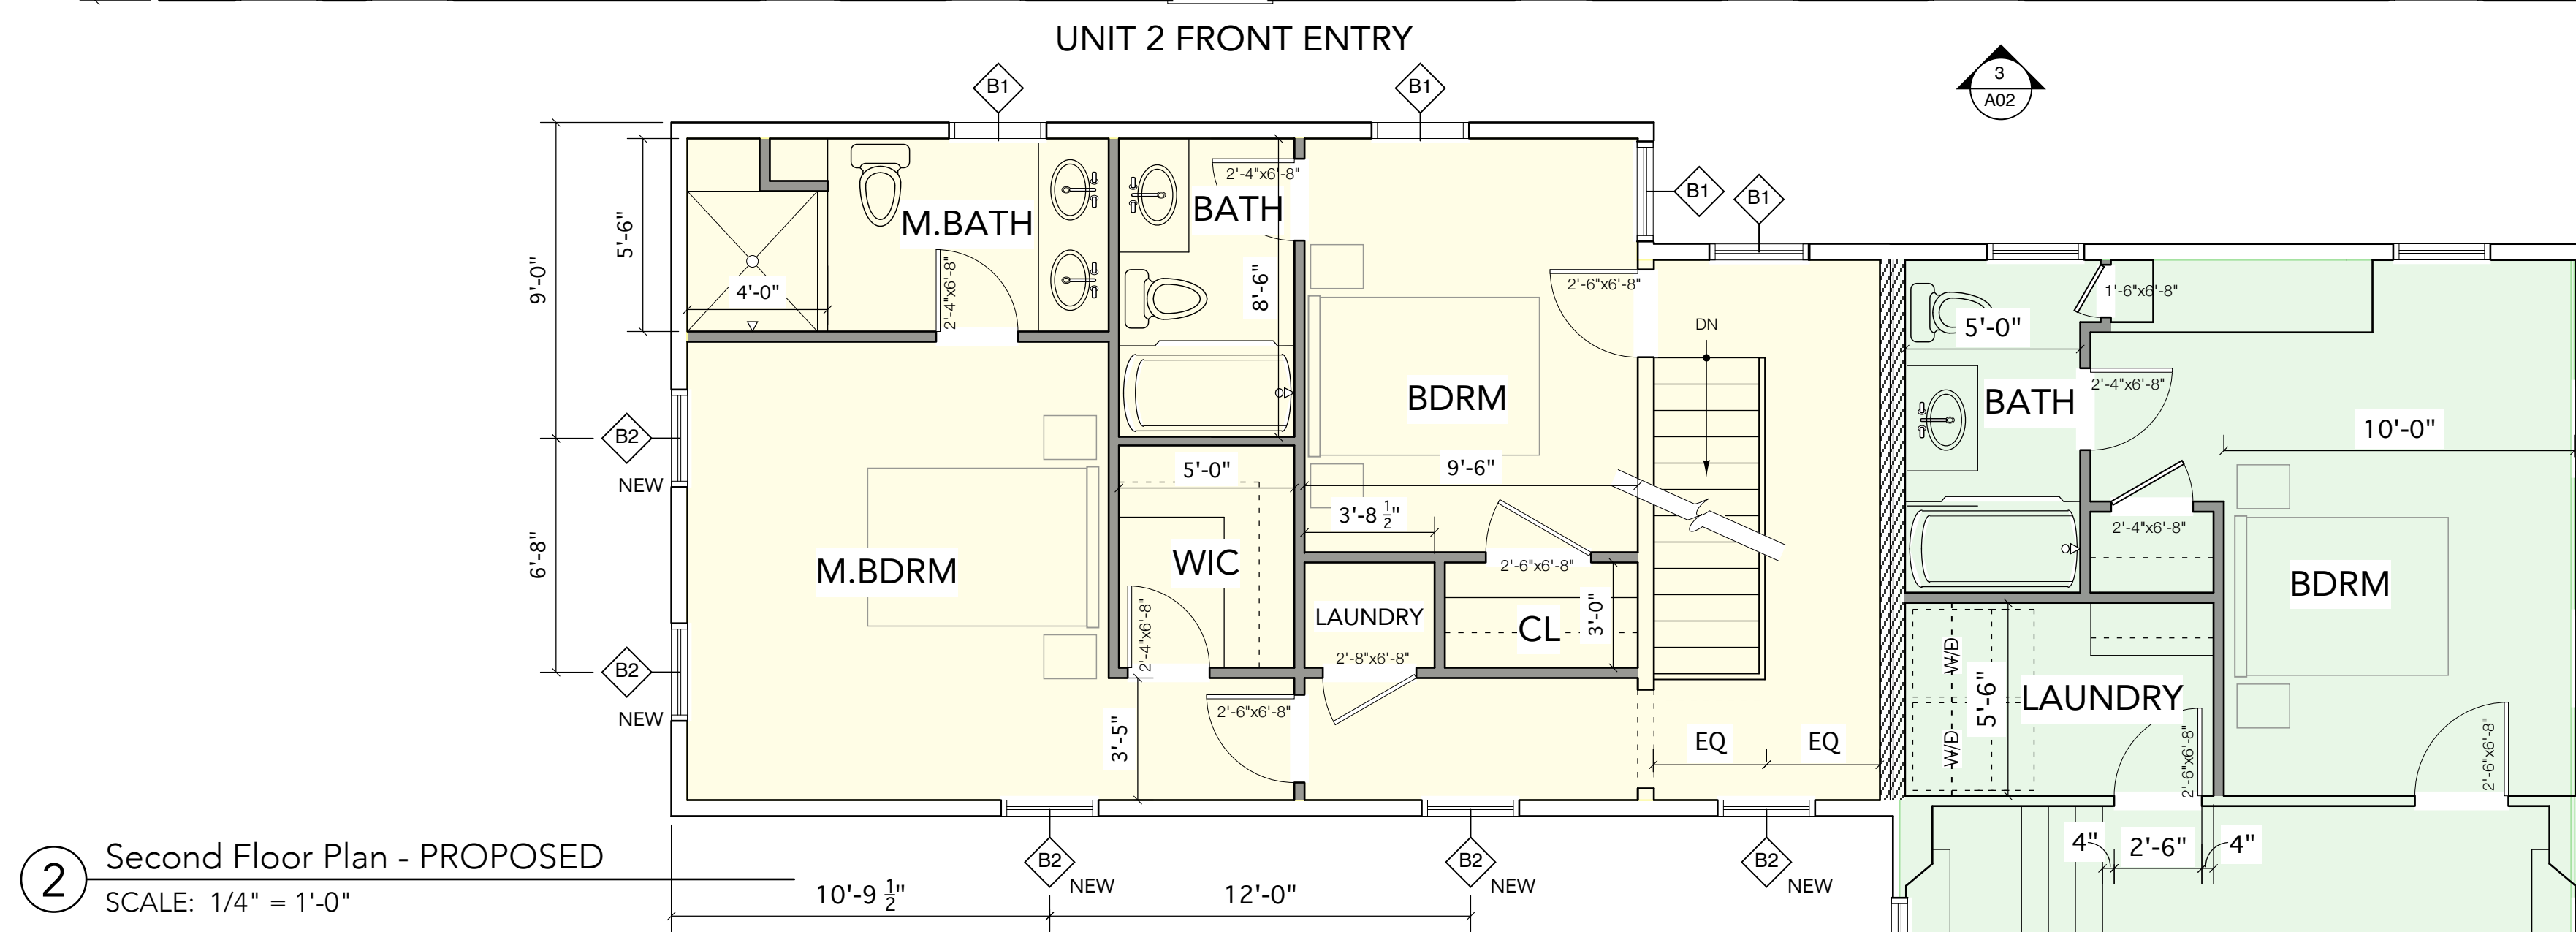 UNIT 2 FRONT ENTRY
3
A02
B1
B1
B1
B1
2'-4"x6'-8"
5'-6"
M.BATH
BATH
9'-0"
4'-0"
2'-4"x6'-8"
8'-6"
2'-6"x6'-8"
1'-6"x6'-8"
DN
5'-0"
2'-4"x6'-8"
BDRM
BATH
10'-0"
B2
NEW
5'-0"
9'-6"
3'-8 1/2"
2'-4"x6'-8"
6'-8"
M.BDRM
WIC
2'-6"x6'-8"
BDRM
LAUNDRY
CL
3'-0"
2'-4"x6'-8"
2'-8"x6'-8"
W/D
B2
NEW
5'-6"
LAUNDRY
2'-6"x6'-8"
3'-5"
EQ
EQ
W/D
2'-6"x6'-8"
2'-6"x6'-8"
2
Second Floor Plan - PROPOSED
SCALE: 1/4" = 1'-0"
B2
NEW
B2
NEW
B2
NEW
4"
2'-6"
4"
10'-9 1/2"
12'-0"